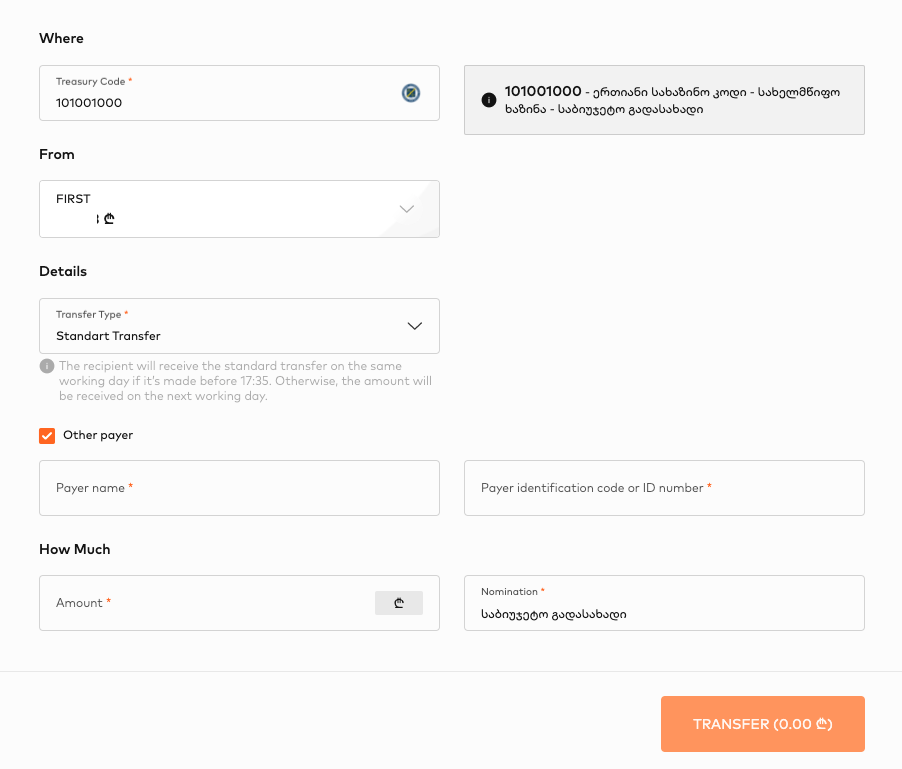 Where
Treasury Code *
101001000
101001000 - ერთიანი სახაზინო კოდი - სახელმწიფო
ხაზინა - საბიუჯეტო გადასახადი
From
FIRST
₾
Details
Transfer Type *
Standart Transfer
The recipient will receive the standard transfer on the same
working day if it's made before 17:35. Otherwise, the amount will
be received on the next working day.
Other payer
Payer name *
Payer identification code or ID number *
How Much
Amount *
₾
Nomination *
საბიუჯეტო გადასახადი
TRANSFER (0.00 ₾)